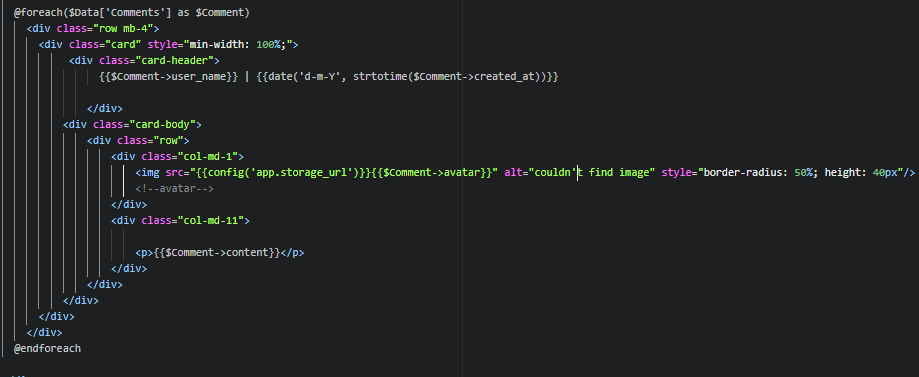 @foreach($Data['Comments'] as $Comment)
<div class="row mb-4">
<div class="card" style="min-width: 100%;">
<div class="card-header">
{{$Comment->user_name}} | {{date('d-m-Y', strtotime($Comment->created_at))}}
</div>
<div class="card-body">
<div class="row">
<div class="col-md-1">
<img src="{{config('app.storage_url')}}{{$Comment->avatar}}" alt="couldn't find image" style="border-radius: 50%; height: 40px"/>
<!--avatar-->
</div>
<div class="col-md-11">
<p>{{$Comment->content}}</p>
</div>
</div>
</div>
</div>
</div>
@endforeach